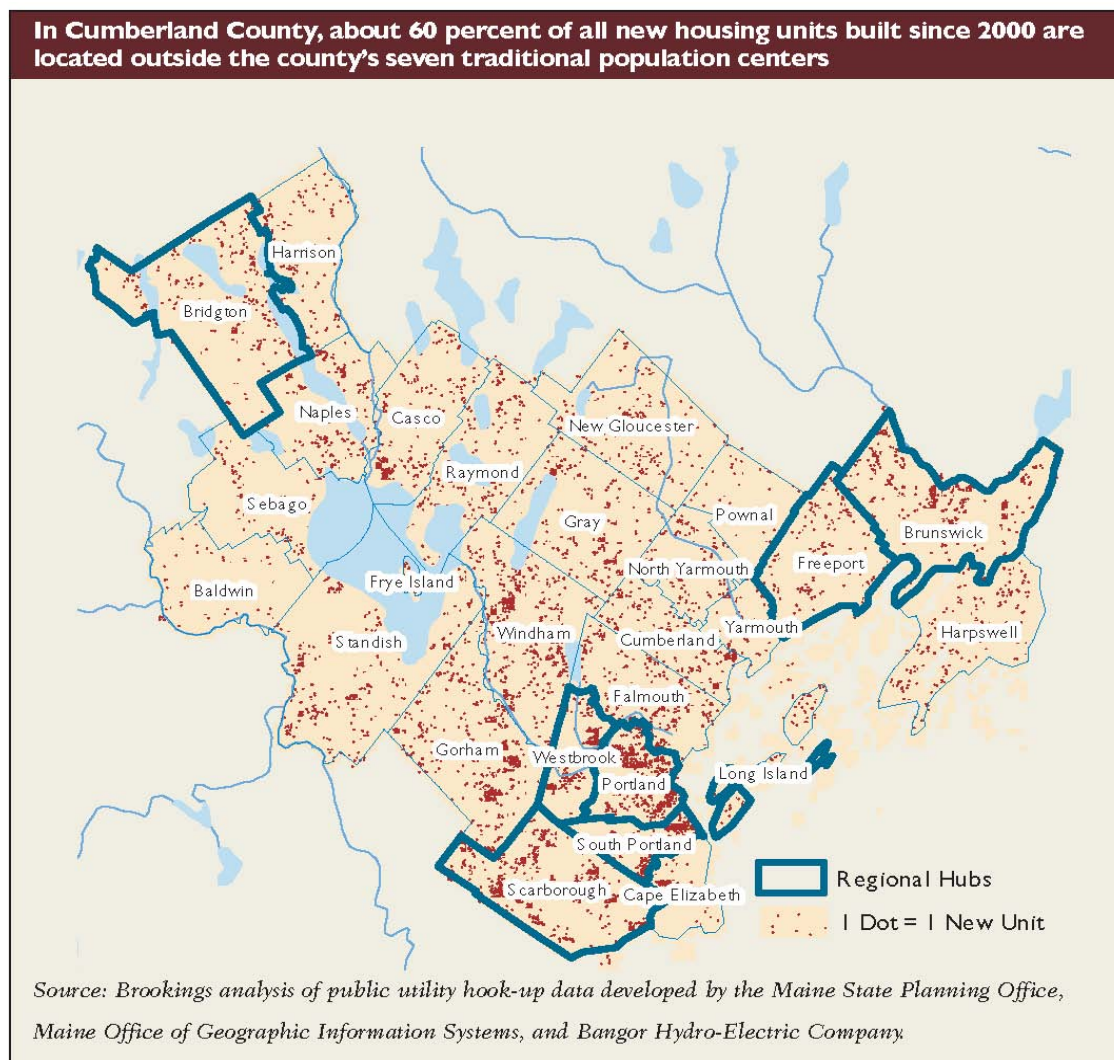 In Cumberland County, about 60 percent of all new housing units built since 2000 are
located outside the county's seven traditional population centers
Harrison
Bridgton
Naples
Casco
New Gloucester
Raymond
Sebago
Gray
Pownal
Brunswick
Freeport
North Yarmouth
Frye Island
Baldwin
Yarmouth
Harpswell
Standish
Windham
Cumberland
Falmouth
Gorham
Westbrook
Long Island
Portland
South Portland
Scarborough
Cape Elizabeth
Regional Hubs
1 Dot = 1 New Unit
Source: Brookings analysis of public utility hook-up data developed by the Maine State Planning Office,
Maine Office of Geographic Information Systems, and Bangor Hydro-Electric Company.